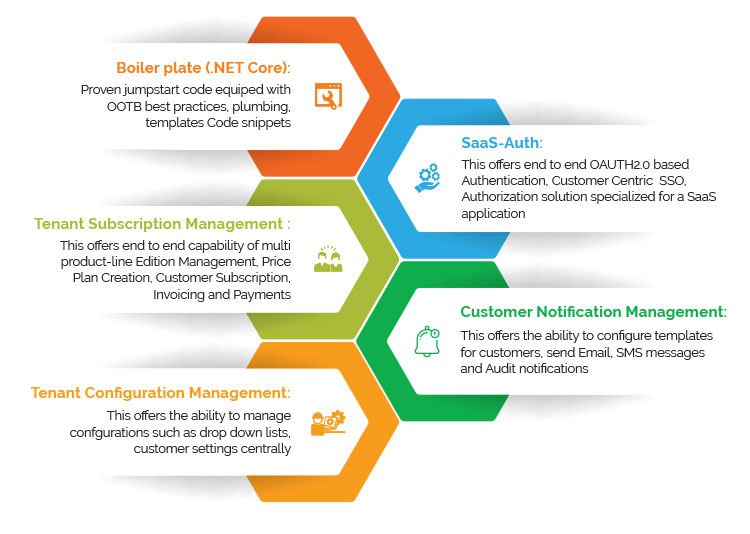 Boiler plate (.NET Core):
Proven jumpstart code equiped with
OOTB best practices, plumbing,
templates Code snippets
SaaS-Auth:
This offers end to end OAUTH2.0 based
Authentication, Customer Centric SSO,
Authorization solution specialized for a SaaS
application
Tenant Subscription Management :
This offers end to end capability of multi
product-line Edition Management, Price
Plan Creation, Customer Subscription,
Invoicing and Payments
Customer Notification Management:
This offers the ability to configure templates
for customers, send Email, SMS messages
and Audit notifications
Tenant Configuration Management:
This offers the ability to manage
confgurations such as drop down lists,
customer settings centrally